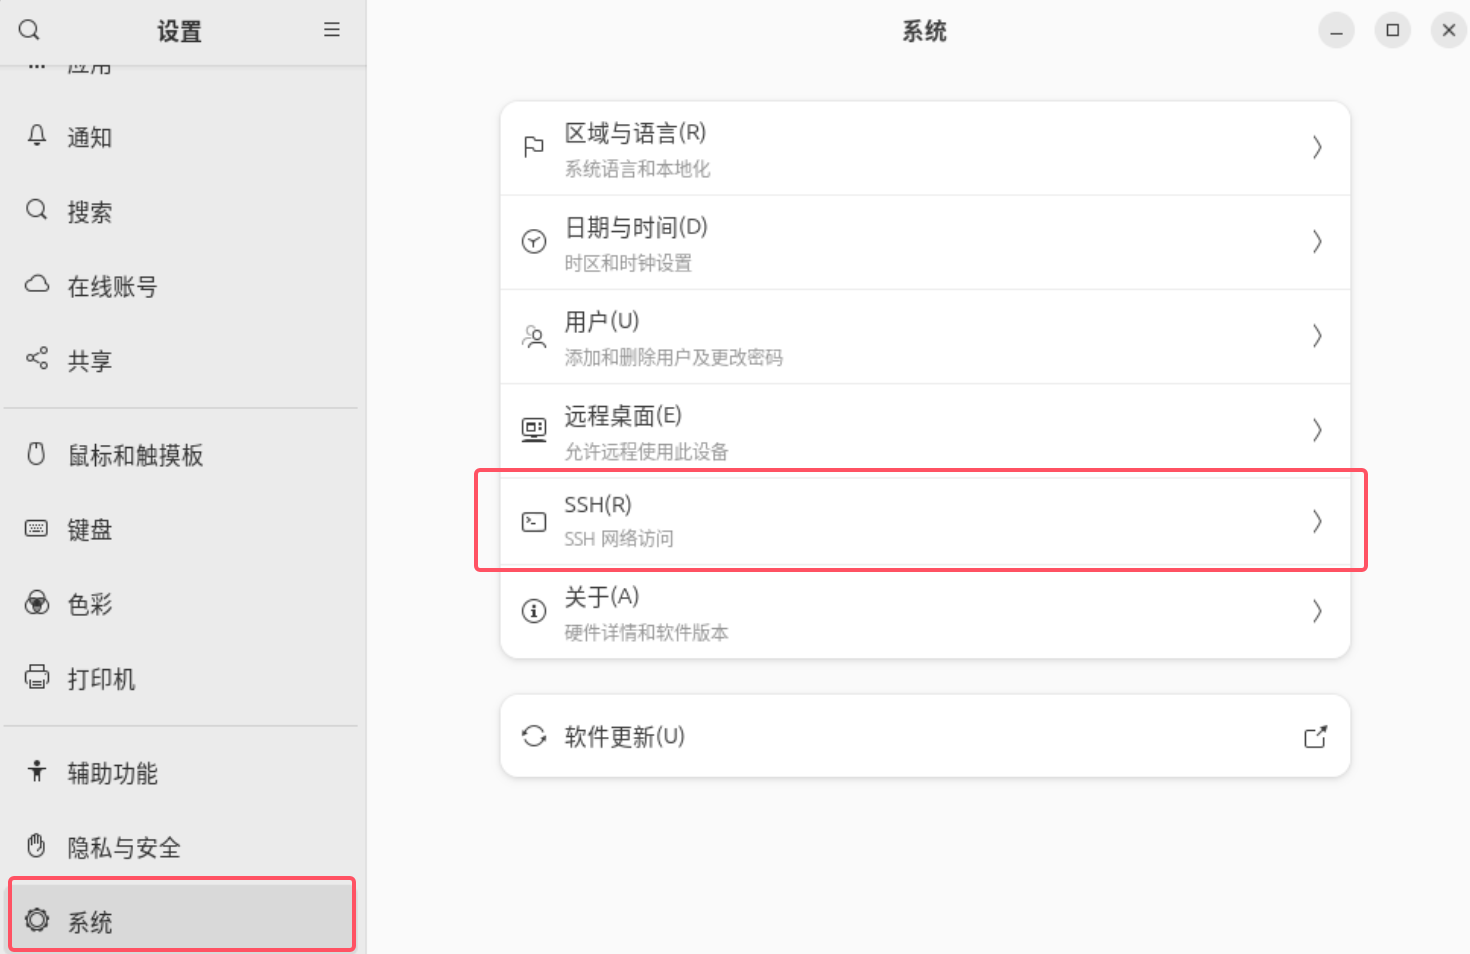 设置
应用
通知
搜索
在线账号
共享
鼠标和触摸板
键盘
色彩
打印机
辅助功能
隐私与安全
系统
系统
区域与语言(R)
系统语言和本地化
日期与时间(D)
时区和时钟设置
用户(U)
添加和删除用户及更改密码
远程桌面(E)
允许远程使用此设备
SSH(R)
SSH 网络访问
关于(A)
硬件详情和软件版本
软件更新(U)